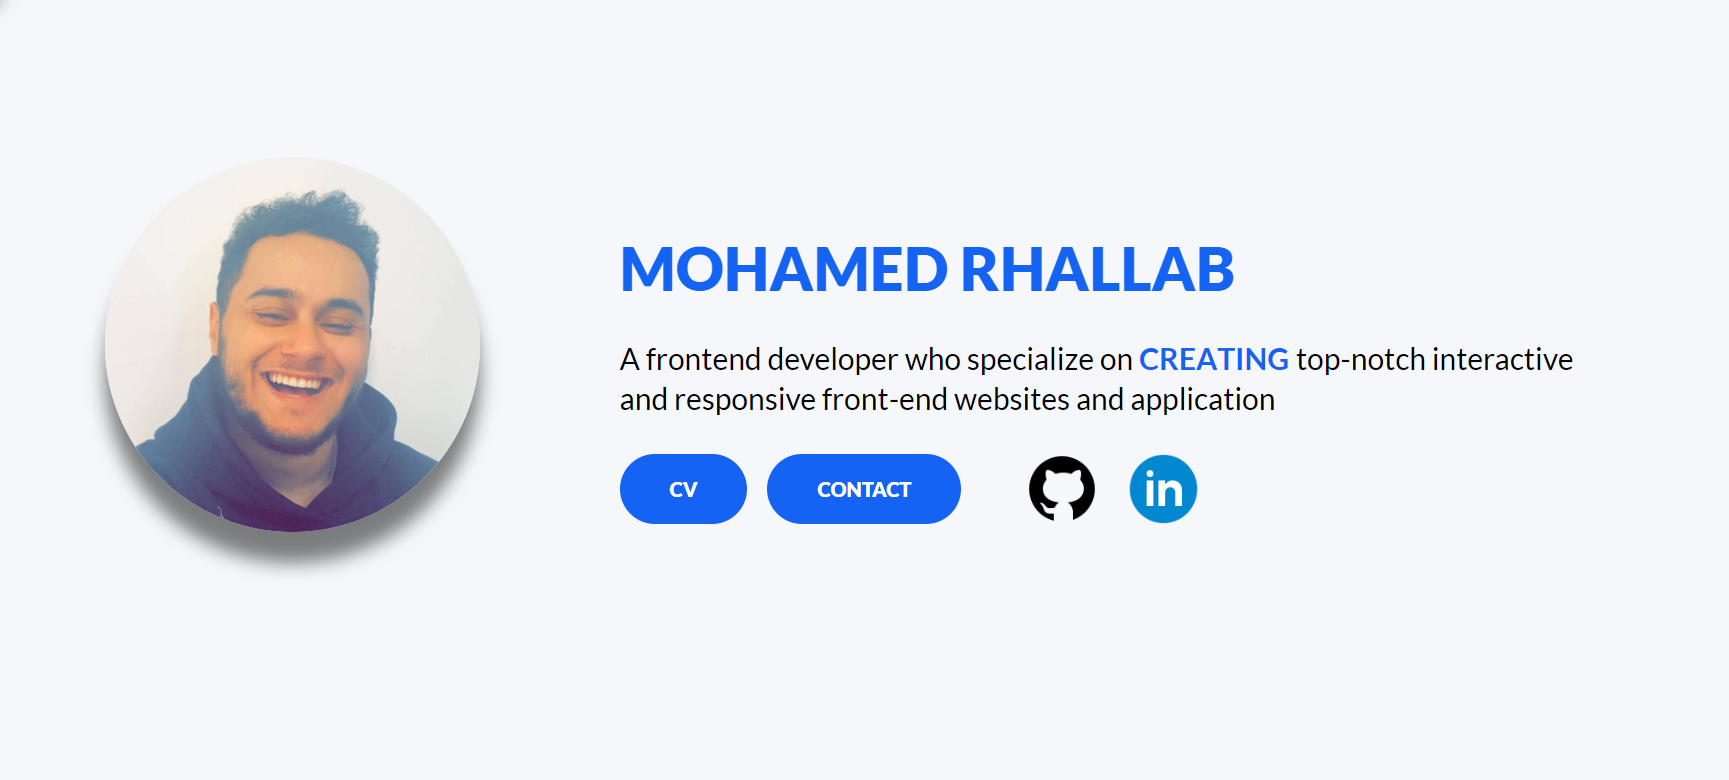 MOHAMED RHALLAB
A frontend developer who specialize on CREATING top-notch interactive
and responsive front-end websites and application
CV
CONTACT
in